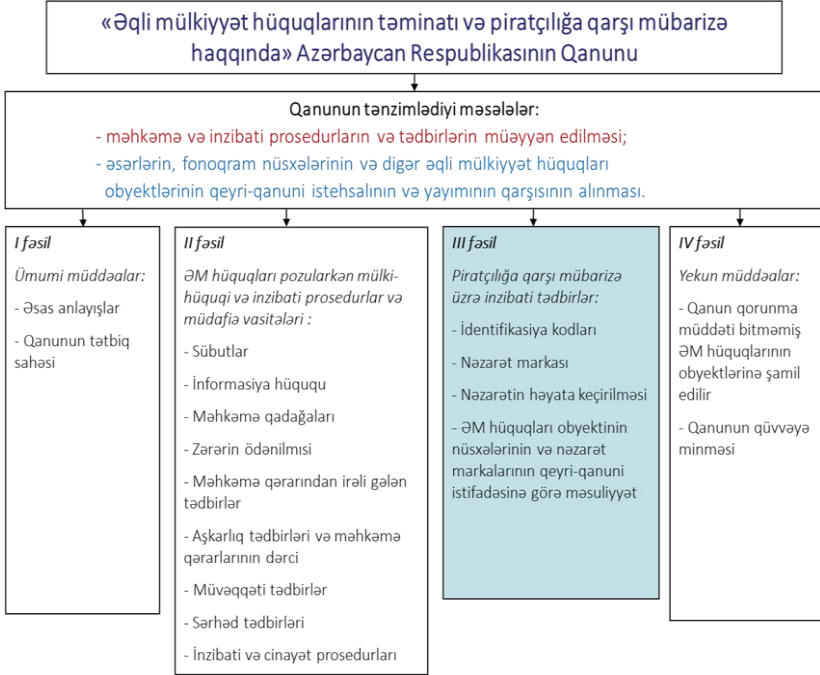 «Əqli mülkiyyət hüquqlarının təminatı və piratçılığa qarşı mübarizə
haqqında» Azərbaycan Respublikasının Qanunu
Qanunun tənzimlədiyi məsələlər:
- məhkəmə və inzibati prosedurların və tədbirlərin müəyyən edilməsi;
- əsərlərin, fonoqram nüsxələrinin və digər əqli mülkiyyət hüquqları
obyektlərinin qeyri-qanuni istehsalının və yayımının qarşısının alınması.
I fəsil
Ümumi müddəalar:
- Əsas anlayışlar
- Qanunun tətbiq
sahəsi
II fəsil
ƏM hüquqları pozularkən mülki-
hüquqi və inzibati prosedurlar və
müdafiə vasitələri :
- Sübutlar
- İnformasiya hüququ
- Məhkəmə qadağaları
- Zərərin ödənilmısi
- Məhkəmə qərarından irəli gələn
tədbirlər
- Aşkarlıq tədbirləri və məhkəmə
qərarlarının dərci
- Müvəqqəti tədbirlər
- Sərhəd tədbirləri
- İnzibati və cinayət prosedurları
III fəsil
Piratçılığa qarşı mübarizə
üzrə inzibati tədbirlər:
- İdentifikasiya kodları
- Nəzarət markası
- Nəzarətin həyata keçirilməsi
- ƏM hüquqları obyektinin
nüsxələrinin və nəzarət
markalarının qeyri-qanuni
istifadəsinə görə məsuliyyət
IV fəsil
Yekun müddəalar:
- Qanun qorunma
müddəti bitməmiş
ƏM hüquqlarının
obyektlərinə şamil
edilir
- Qanunun qüvvəyə
minməsi